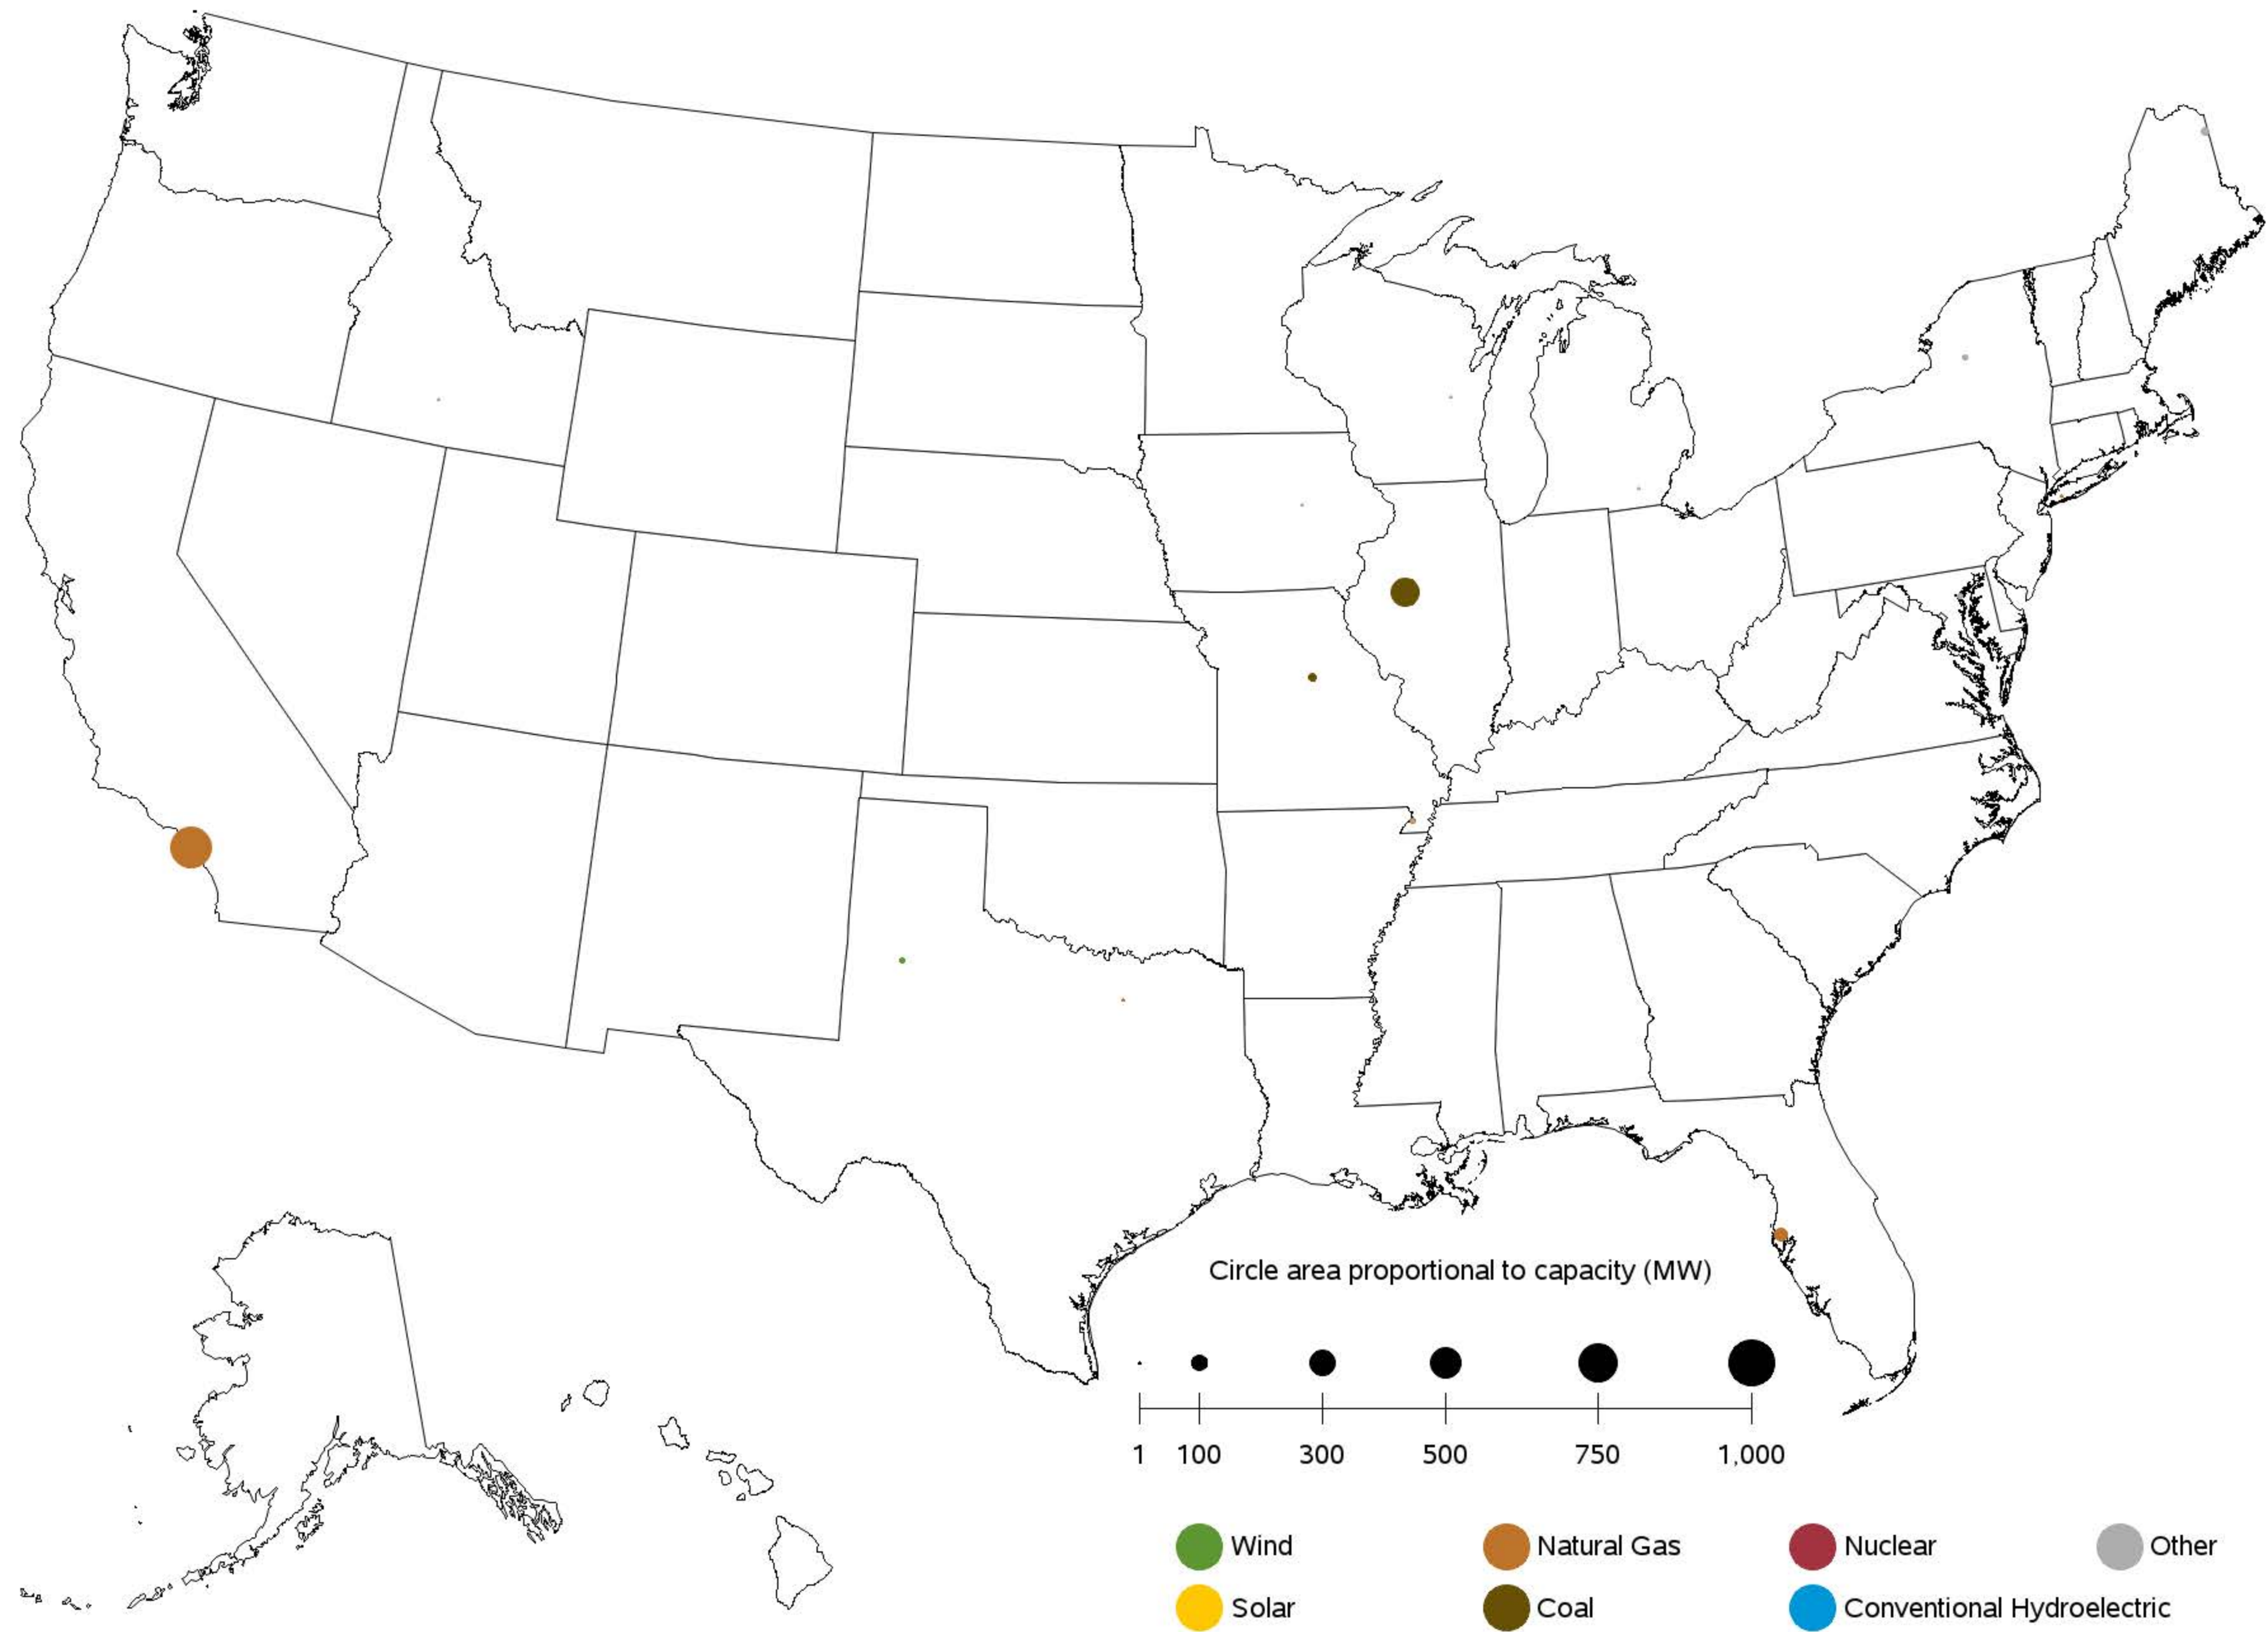 Circle area proportional to capacity (MW)
1 100 300 500 750 1,000
Wind Natural Gas Nuclear Other
Solar Coal Conventional Hydroelectric